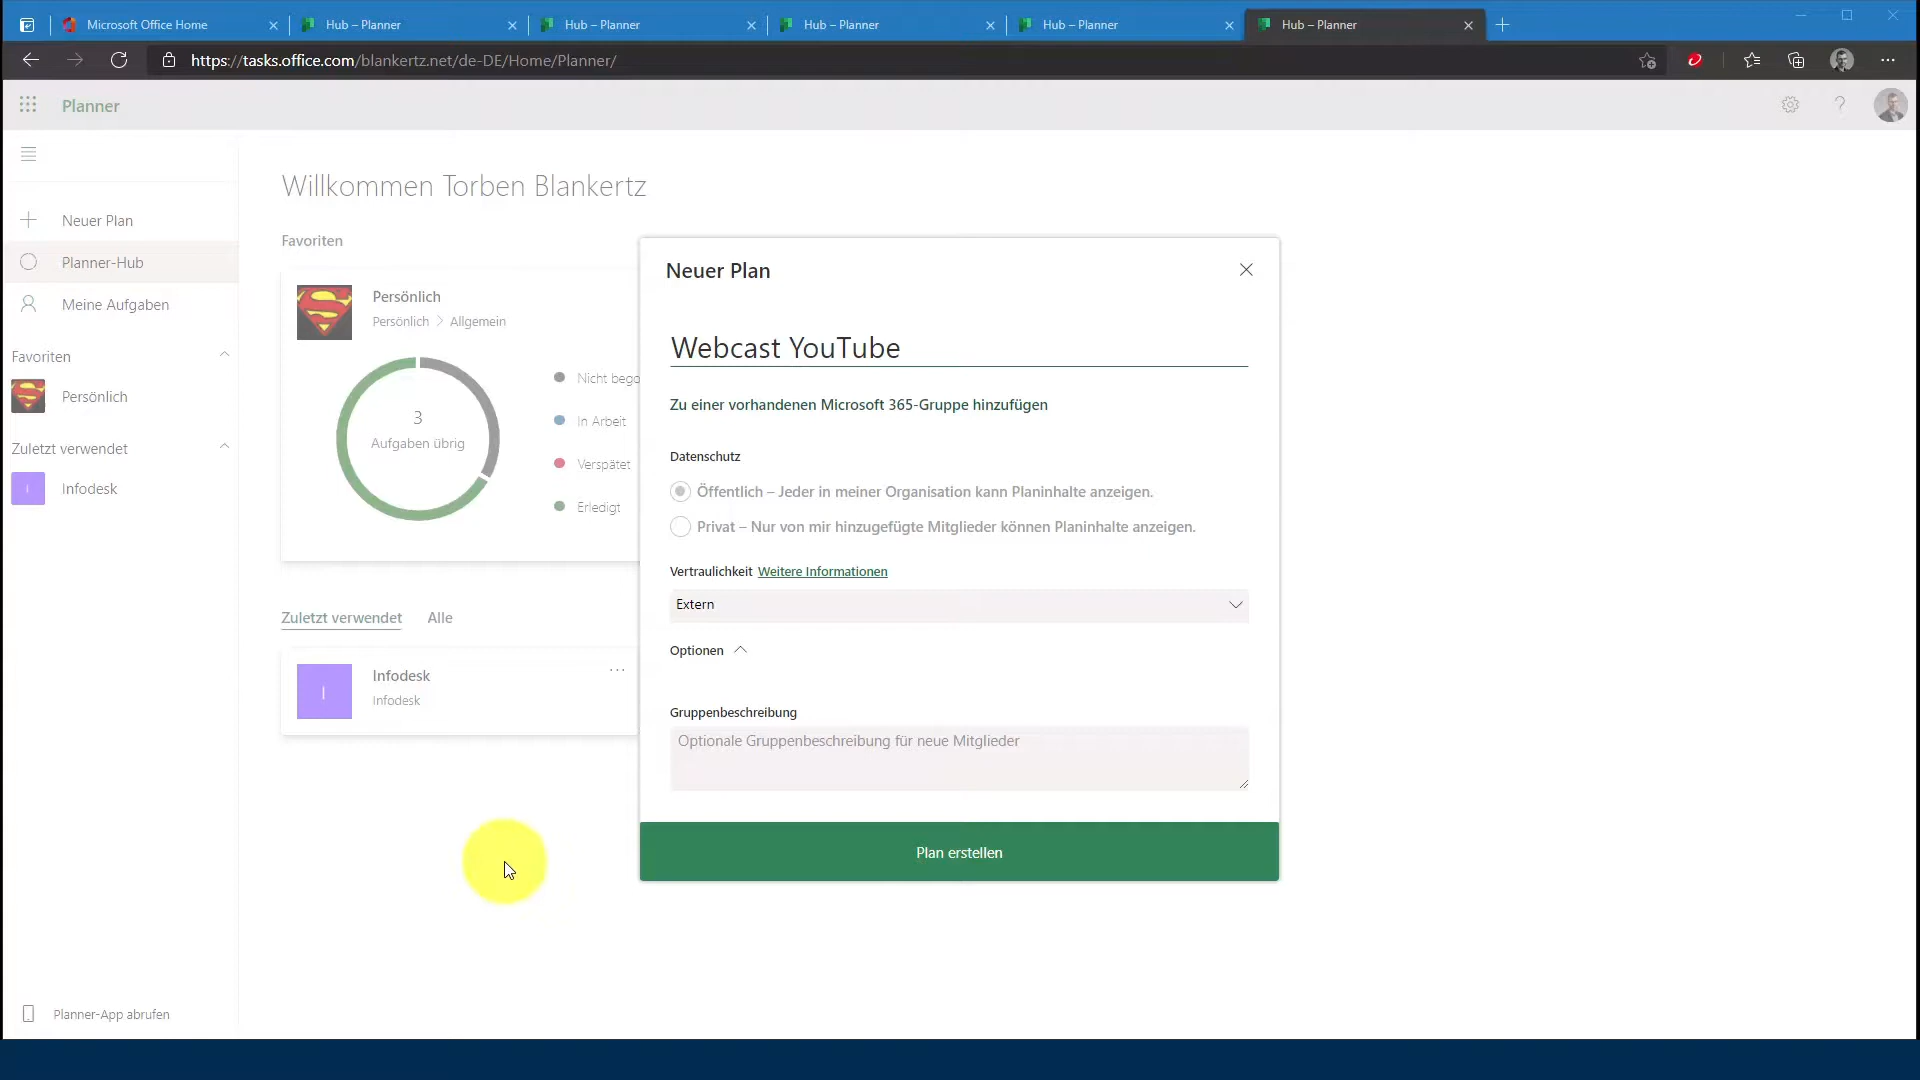 Microsoft Office Home
Hub – Planner
Hub – Planner
Hub – Planner
Hub – Planner
Hub – Planner
https://tasks.office.com/blankertz.net/de-DE/Home/Planner/
Planner
?
Willkommen Torben Blankertz
Neuer Plan
Planner-Hub
Meine Aufgaben
Favoriten
Persönlich
Zuletzt verwendet
Infodesk
Planner-App abrufen
Favoriten
Persönlich
Persönlich > Allgemein
3
Aufgaben übrig
Nicht bego
In Arbeit
Verspätet
Erledigt
Zuletzt verwendet
Alle
I
Infodesk
Infodesk
Neuer Plan
Webcast YouTube
Zu einer vorhandenen Microsoft 365-Gruppe hinzufügen
Datenschutz
Öffentlich – Jeder in meiner Organisation kann Planinhalte anzeigen.
Privat – Nur von mir hinzugefügte Mitglieder können Planinhalte anzeigen.
Vertraulichkeit Weitere Informationen
Extern
Optionen
Gruppenbeschreibung
Optionale Gruppenbeschreibung für neue Mitglieder
Plan erstellen